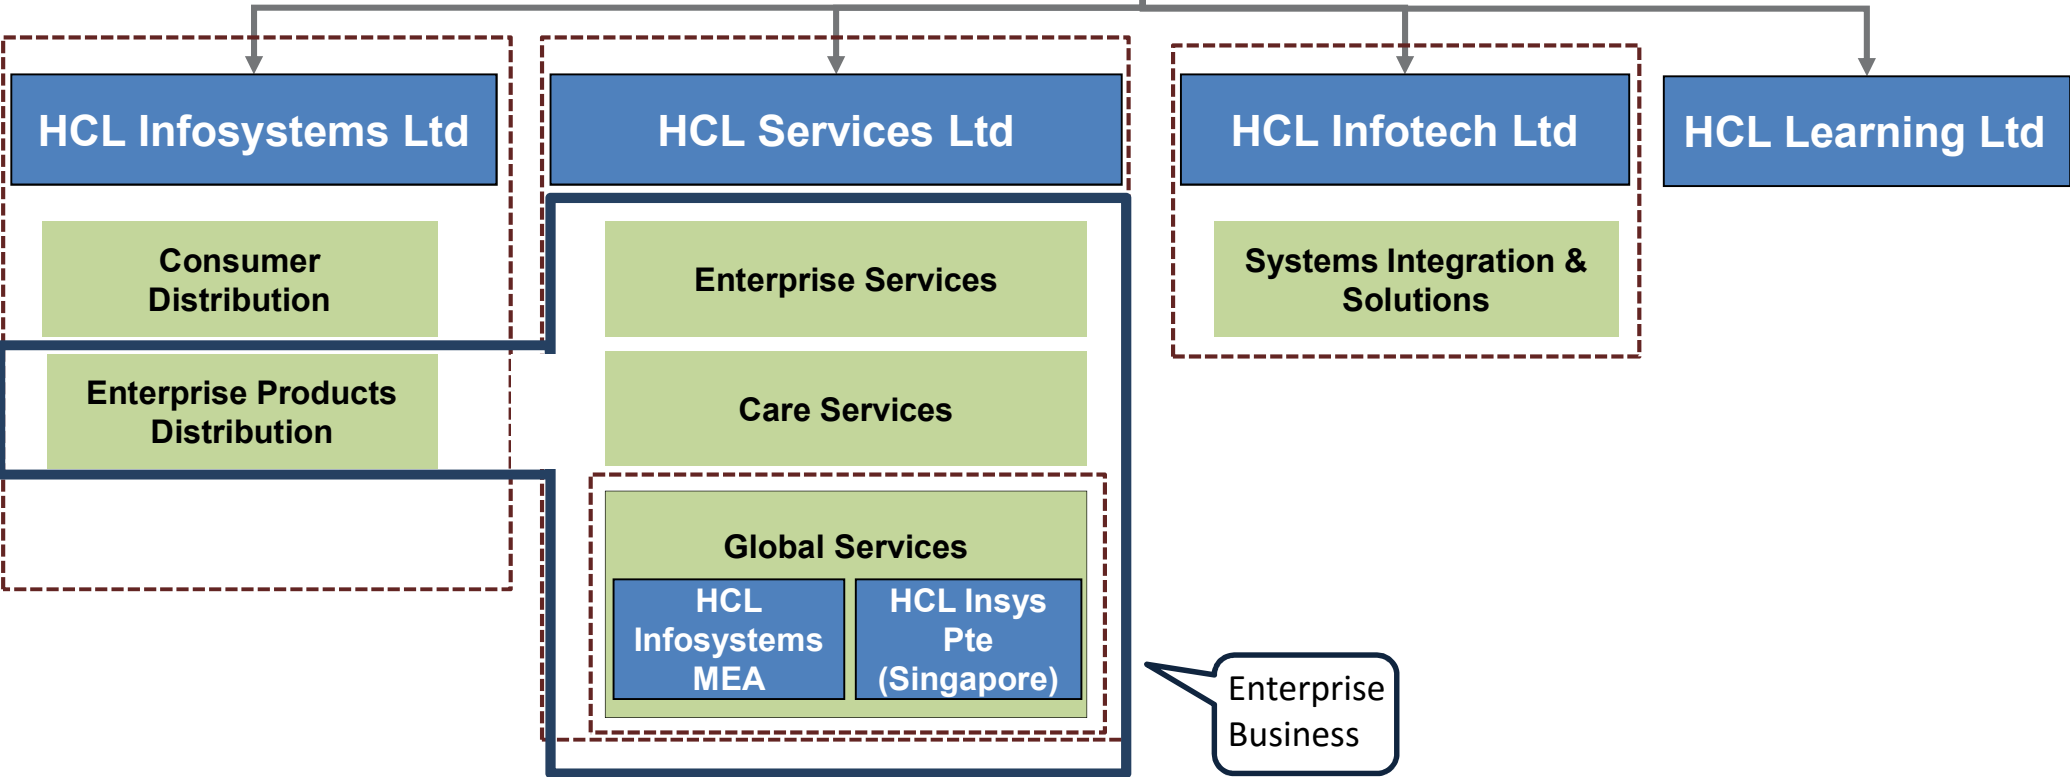 HCL Infosystems Ltd
HCL Services Ltd
HCL Infotech Ltd
HCL Learning Ltd
Consumer
Distribution
Enterprise Products
Distribution
Enterprise Services
Care Services
Global Services
HCL
Infosystems
MEA
HCL Insys
Pte
(Singapore)
Systems Integration &
Solutions
Enterprise
Business